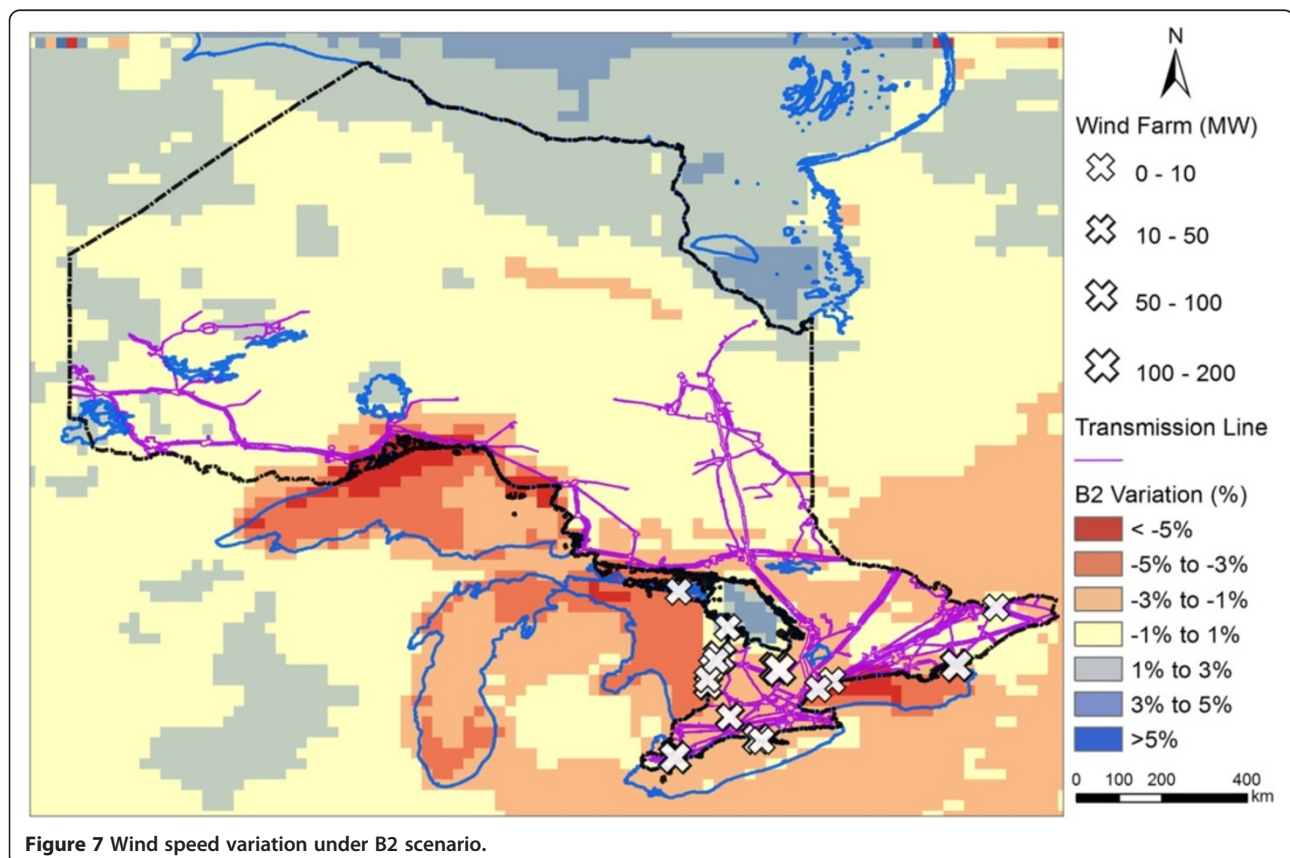 N
Wind Farm (MW)
0 - 10
10 - 50
50 - 100
100 - 200
Transmission Line
B2 Variation (%)
< -5%
-5% to -3%
-3% to -1%
-1% to 1%
1% to 3%
3% to 5%
>5%
0 100 200 400
km
Figure 7 Wind speed variation under B2 scenario.